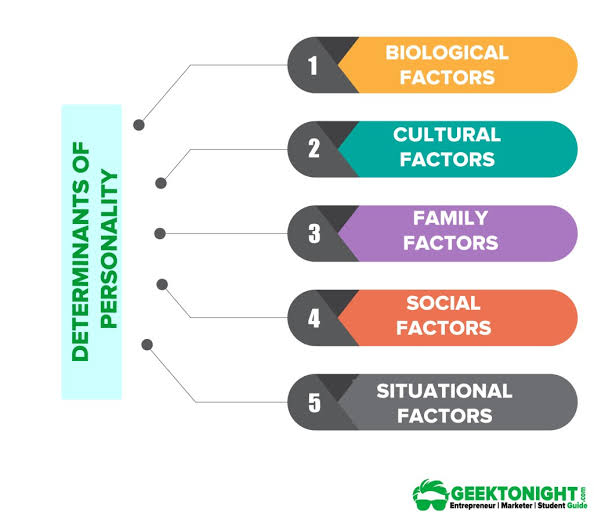 DETERMINANTS OF
PERSONALITY
1
BIOLOGICAL
FACTORS
2
CULTURAL
FACTORS
3
FAMILY
FACTORS
4
SOCIAL
FACTORS
5
SITUATIONAL
FACTORS
GEEKTONIGHT.com
Entrepreneur | Marketer | Student Guide